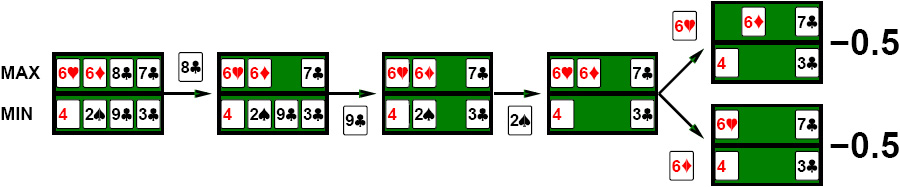 6♥ 6♦ 8♣ 7♣
4 2♠ 9♣ 3♣
MAX
MIN
8♣
6♥ 6♦ 7♣
4 2♠ 9♣ 3♣
9♣
6♥ 6♦ 7♣
4 2♠ 3♣
2♠
6♥ 6♦ 7♣
4 3♣
6♥
6♦ 7♣
4 3♣
−0.5
6♦
6♥ 7♣
4 3♣
−0.5